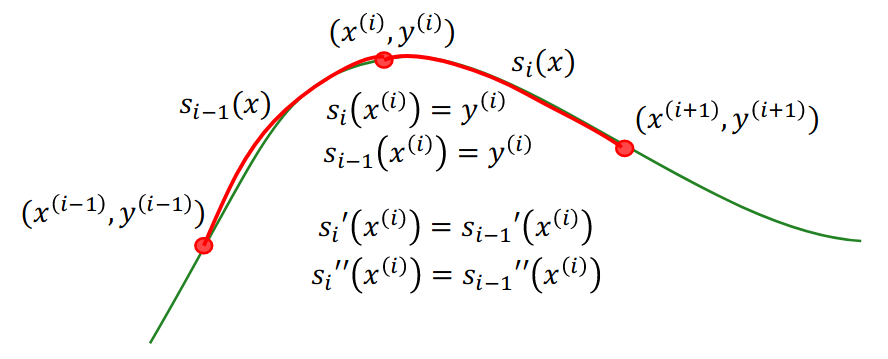 (x^(i), y^(i))
s_i(x)
s_{i−1}(x)
s_i(x^(i)) = y^(i)
(x^(i+1), y^(i+1))
s_{i−1}(x^(i)) = y^(i)
(x^(i−1), y^(i−1))
s_i′(x^(i)) = s_{i−1}′(x^(i))
s_i′′(x^(i)) = s_{i−1}′′(x^(i))